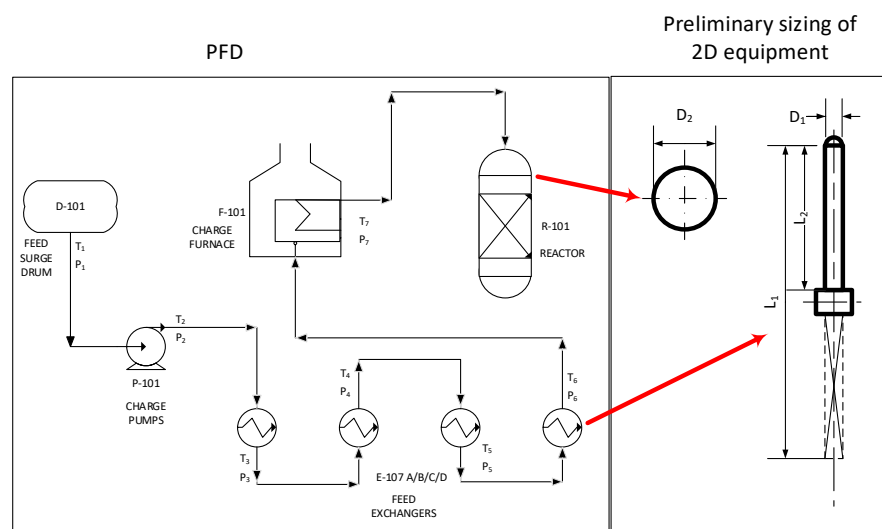 PFD
Preliminary sizing of
2D equipment
D-101
FEED
SURGE
DRUM
T1
P1
P-101
CHARGE
PUMPS
T2
P2
T3
P3
T4
P4
E-107 A/B/C/D
FEED
EXCHANGERS
T5
P5
T6
P6
F-101
CHARGE
FURNACE
T7
P7
R-101
REACTOR
D2
D1
L2
L1